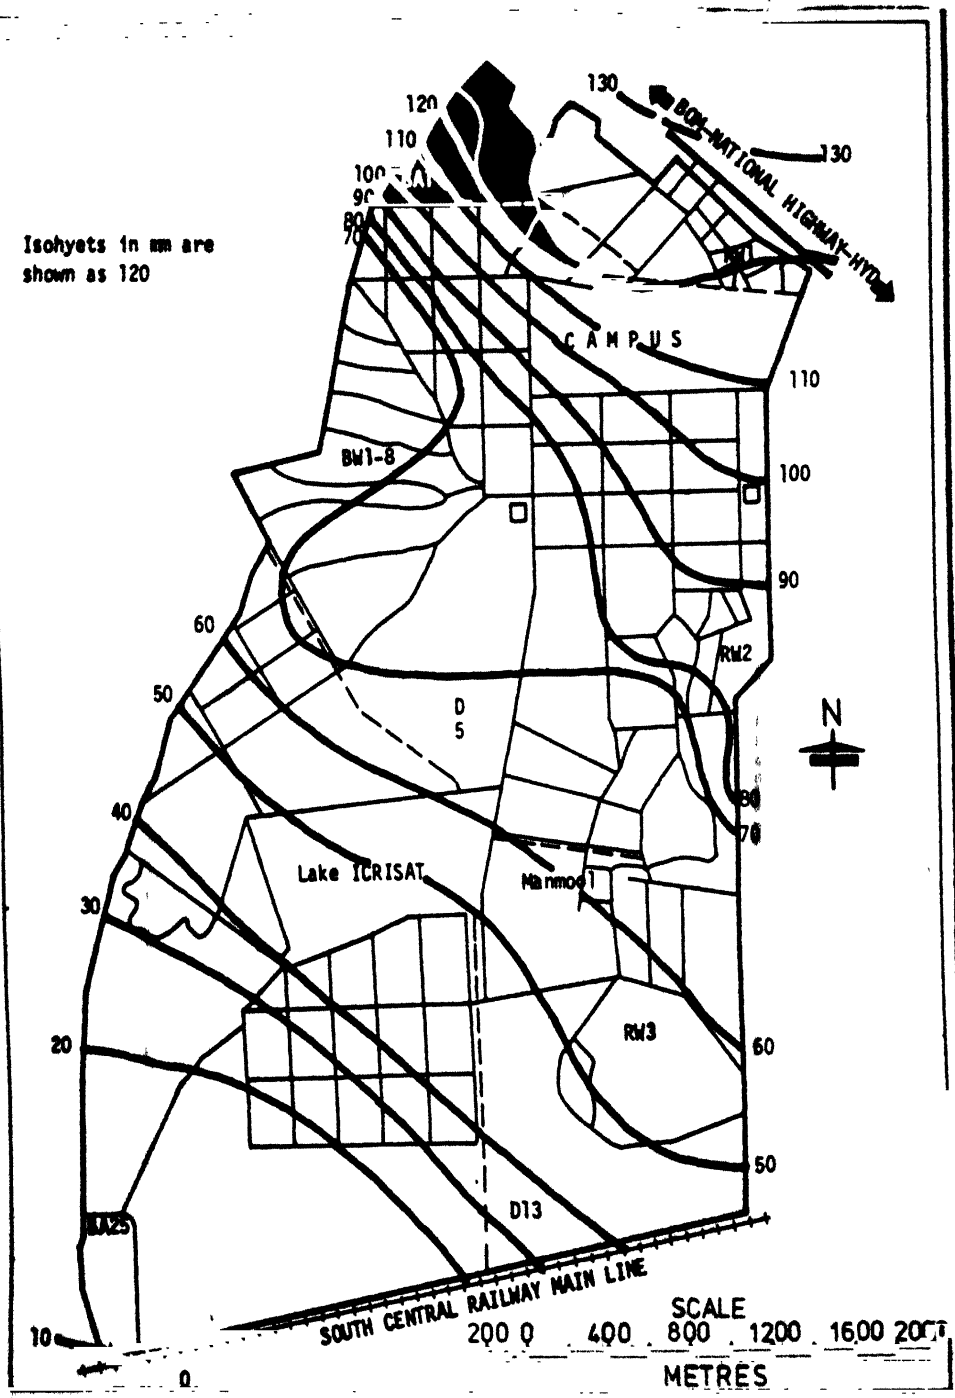 130
120
BOM-NATIONAL HIGHWAY-HYD
110
130
100
90
80
70
Isohyets in mm are
shown as 120
CAMPUS
110
BW1-8
100
90
60
RW2
50
D
5
N
80
70
40
Lake ICRISAT
Manmool
30
RW3
20
60
50
D13
BA25
SOUTH CENTRAL RAILWAY MAIN LINE
10
SCALE
200 0 400 800 1200 1600
METRES
0